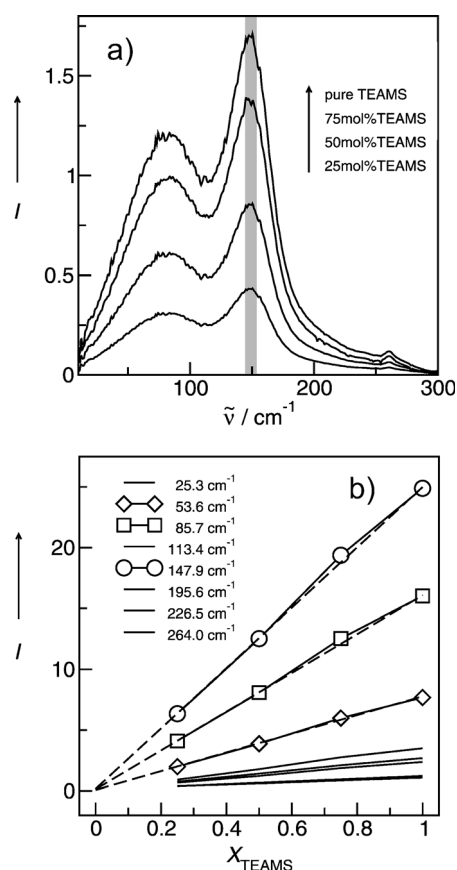 a)
1.5
1
0.5
0
I
pure TEAMS
75mol%TEAMS
50mol%TEAMS
25mol%TEAMS
100
200
300
ν̃ / cm⁻¹
b)
25.3 cm⁻¹
53.6 cm⁻¹
85.7 cm⁻¹
113.4 cm⁻¹
147.9 cm⁻¹
195.6 cm⁻¹
226.5 cm⁻¹
264.0 cm⁻¹
20
10
0
I
0
0.2
0.4
0.6
0.8
1
X_TEAMS